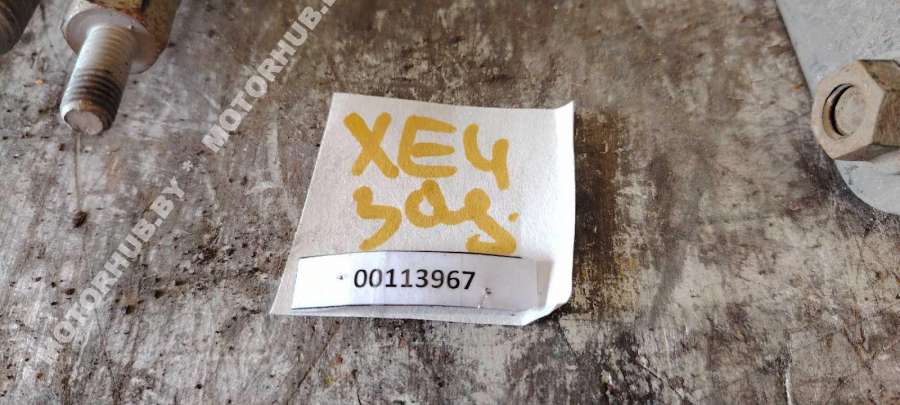 MOTORHUB.BY
MOTORHUB.BY
XE4
зад.
00113967